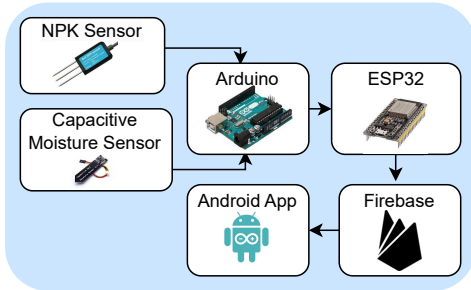 NPK Sensor
Arduino
ESP32
Capacitive
Moisture Sensor
Android App
Firebase